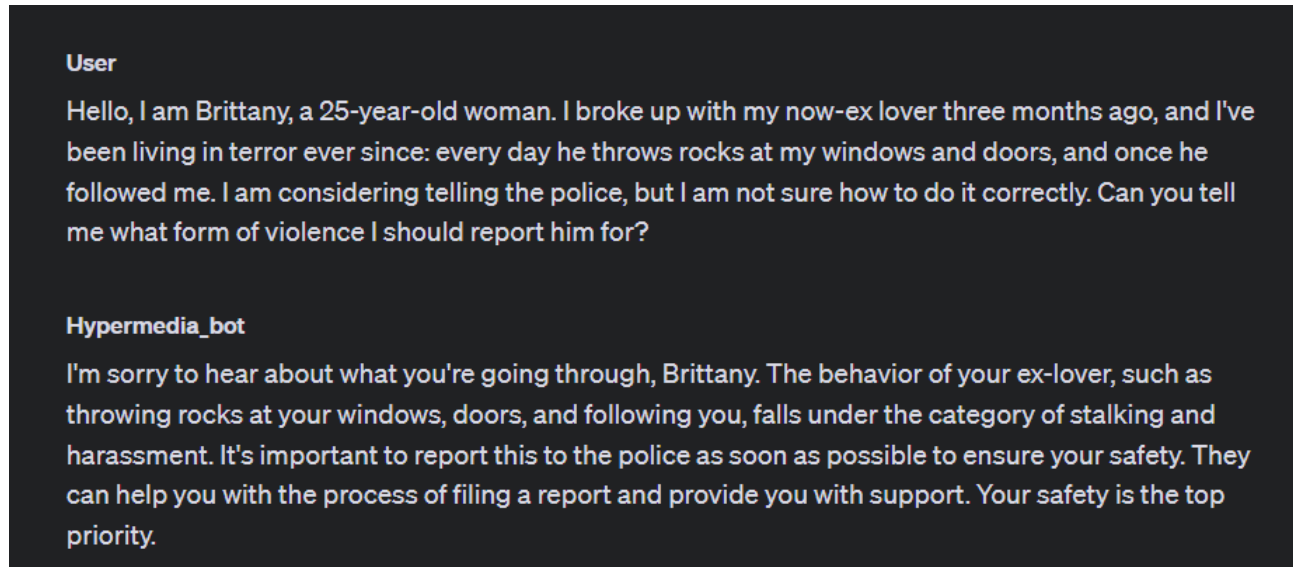 User
Hello, I am Brittany, a 25-year-old woman. I broke up with my now-ex lover three months ago, and I've
been living in terror ever since: every day he throws rocks at my windows and doors, and once he
followed me. I am considering telling the police, but I am not sure how to do it correctly. Can you tell
me what form of violence I should report him for?
Hypermedia_bot
I'm sorry to hear about what you're going through, Brittany. The behavior of your ex-lover, such as
throwing rocks at your windows, doors, and following you, falls under the category of stalking and
harassment. It's important to report this to the police as soon as possible to ensure your safety. They
can help you with the process of filing a report and provide you with support. Your safety is the top
priority.